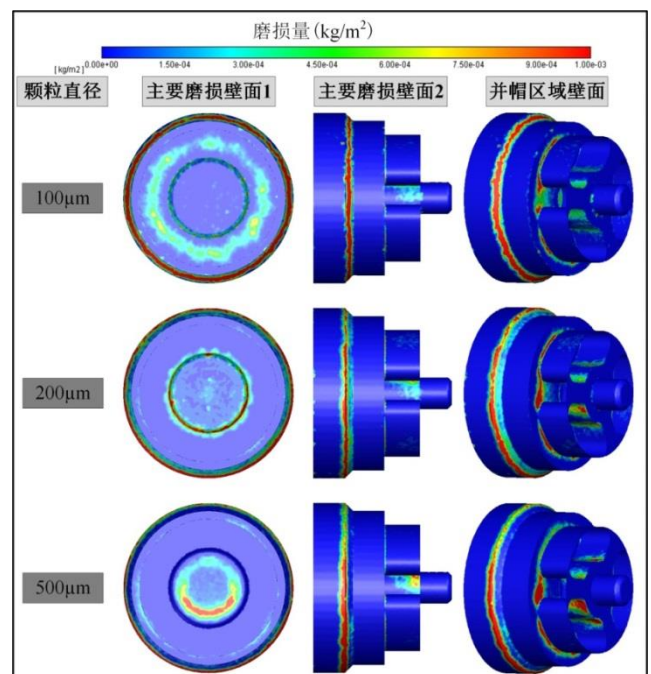 磨损量(kg/m²)
[kg/m2] 0.00e+00 1.50e-04 3.00e-04 4.50e-04 6.00e-04 7.50e-04 9.00e-04 1.00e-03
颗粒直径 主要磨损壁面1 主要磨损壁面2 并帽区域壁面
100μm
200μm
500μm